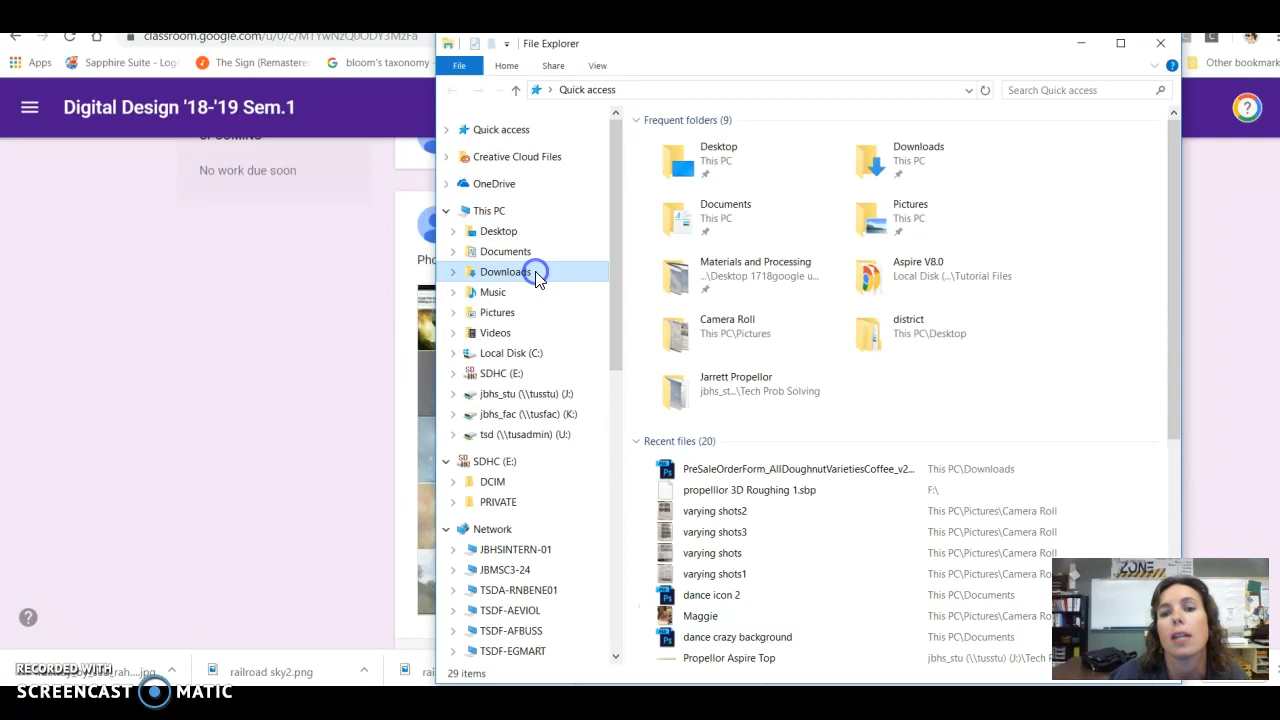 classroom.google.com/u/0/c/MTYwNzQ0ODY3MzFa
Apps
Sapphire Suite - Log
The Sign (Remastere
bloom's taxonomy
Other bookmark
Digital Design '18-'19 Sem.1
UPCOMING
No work due soon
Pho
File Explorer
File
Home
Share
View
Quick access
Search Quick access
Quick access
Creative Cloud Files
OneDrive
This PC
Desktop
Documents
Downloads
Music
Pictures
Videos
Local Disk (C:)
SDHC (E:)
jbhs_stu (\\tusstu) (J:)
jbhs_fac (\\tusfac) (K:)
tsd (\\tusadmin) (U:)
SDHC (E:)
DCIM
PRIVATE
Network
JBHSINTERN-01
JBMSC3-24
TSDA-RNBENE01
TSDF-AEVIOL
TSDF-AFBUSS
TSDF-EGMART
29 items
Frequent folders (9)
Desktop
This PC
Downloads
This PC
Documents
This PC
Pictures
This PC
Materials and Processing
...\Desktop 1718google u...
Aspire V8.0
Local Disk (...\Tutorial Files
Camera Roll
This PC\Pictures
district
This PC\Desktop
Jarrett Propellor
jbhs_st...\Tech Prob Solving
Recent files (20)
PreSaleOrderForm_AllDoughnutVarietiesCoffee_v2... This PC\Downloads
propelllor 3D Roughing 1.sbp F:\
varying shots2 This PC\Pictures\Camera Roll
varying shots3 This PC\Pictures\Camera Roll
varying shots This PC\Pictures\Camera Roll
varying shots1 This PC\Pictures\Camera Roll
dance icon 2 This PC\Documents
Maggie This PC\Pictures\Camera Ro
dance crazy background This PC\Documents
Propellor Aspire Top jbhs_stu (\\tusstu) (J:)\Tech
ZONE
railroad sky2.png
rai
RECORDED WITH
SCREENCAST MATIC